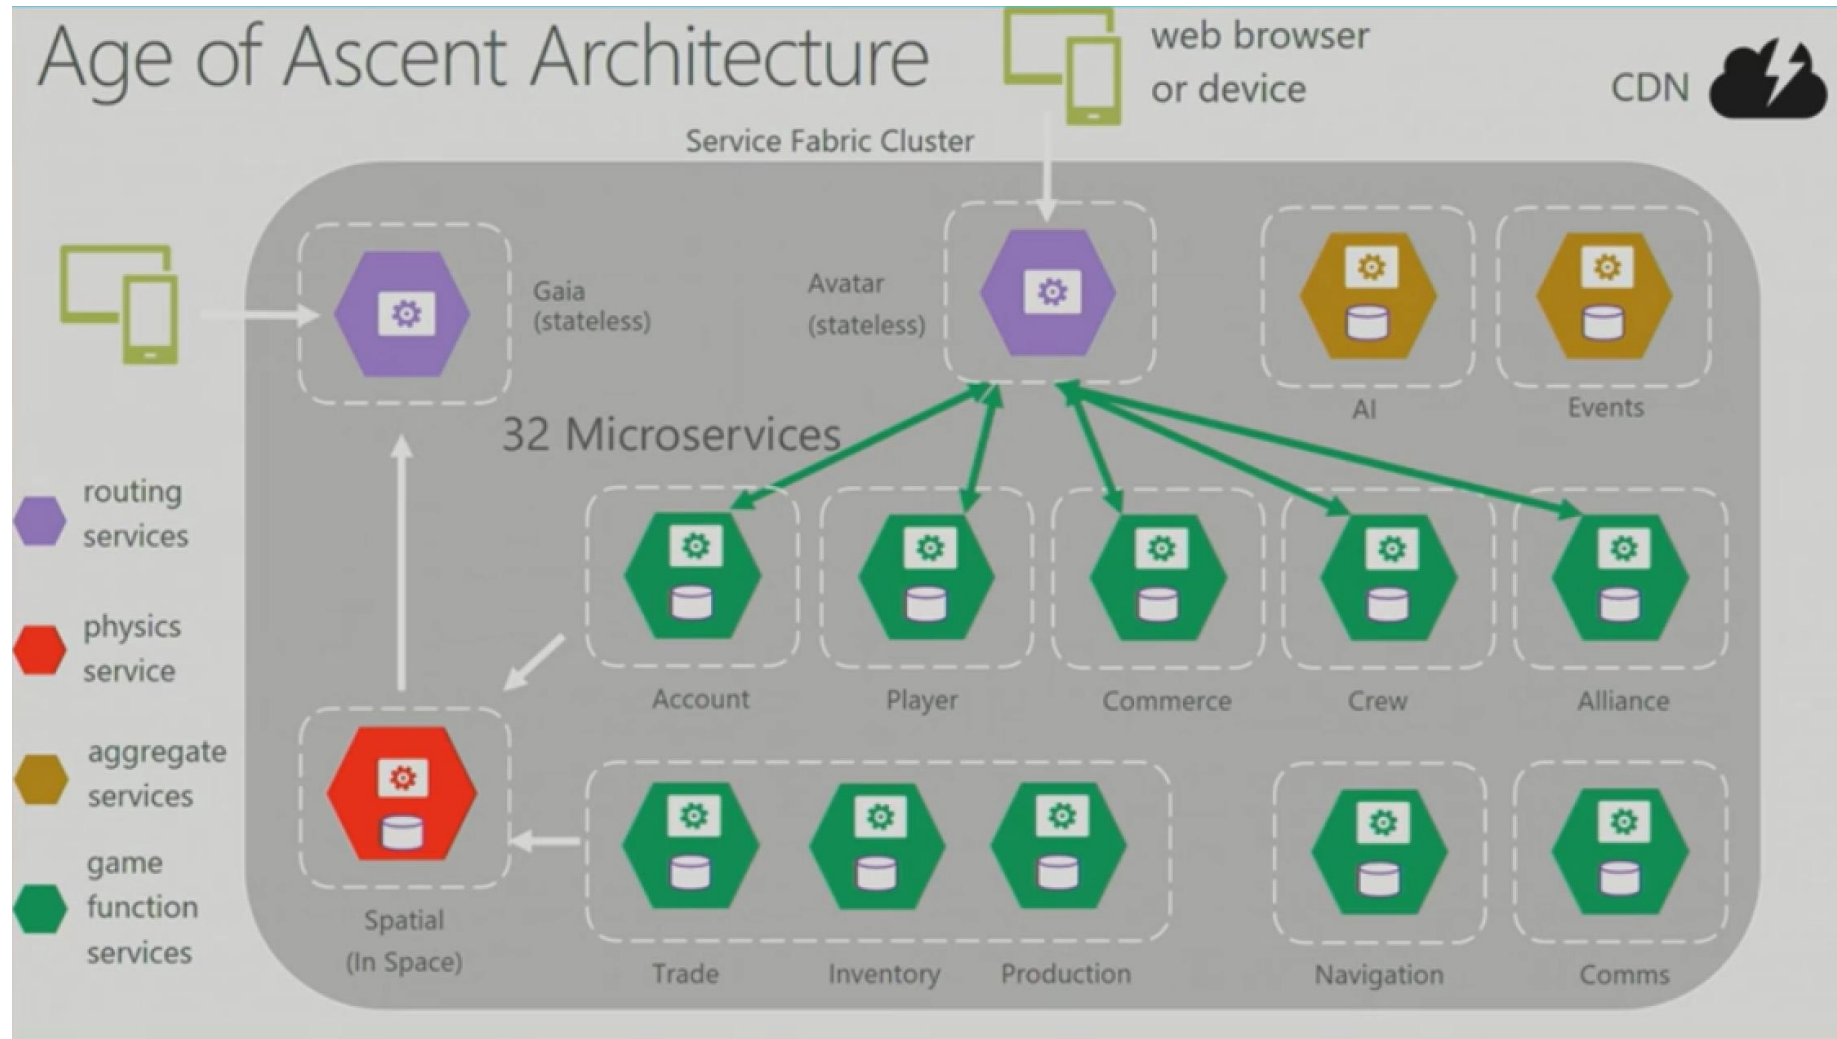 Age of Ascent Architecture
web browser
or device
CDN
Service Fabric Cluster
Gaia
(stateless)
Avatar
(stateless)
AI
Events
32 Microservices
routing
services
physics
service
aggregate
services
game
function
services
Account
Player
Commerce
Crew
Alliance
Spatial
(In Space)
Trade
Inventory
Production
Navigation
Comms